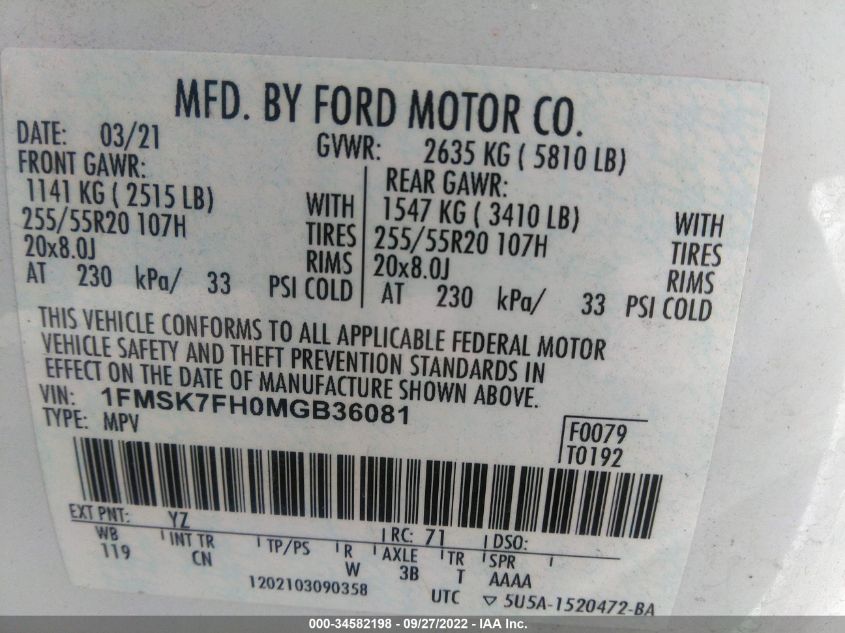 MFD. BY FORD MOTOR CO.
DATE: 03/21 GVWR: 2635 KG ( 5810 LB)
FRONT GAWR: REAR GAWR:
1141 KG ( 2515 LB) WITH 1547 KG ( 3410 LB) WITH
255/55R20 107H TIRES 255/55R20 107H TIRES
20x8.0J RIMS 20x8.0J RIMS
AT 230 kPa/ 33 PSI COLD AT 230 kPa/ 33 PSI COLD
THIS VEHICLE CONFORMS TO ALL APPLICABLE FEDERAL MOTOR
VEHICLE SAFETY AND THEFT PREVENTION STANDARDS IN
EFFECT ON THE DATE OF MANUFACTURE SHOWN ABOVE.
VIN: 1FMSK7FH0MGB36081
TYPE: MPV F0079
T0192
EXT PNT: YZ RC: 71 DSO:
WB INT TR TP/PS R AXLE TR SPR
119 CN W 3B T AAAA
1202103090358 UTC ▽ 5U5A-1520472-BA
000-34582198 - 09/27/2022 - IAA Inc.